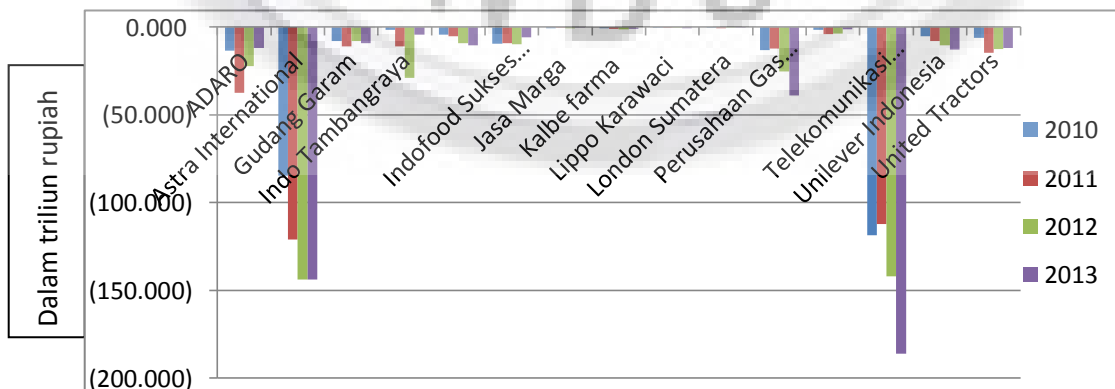 0.000
(50.000)
(100.000)
(150.000)
(200.000)
Dalam triliun rupiah
ADARO
Astra International
Gudang Garam
Indo Tambangraya
Indofood Sukses...
Jasa Marga
Kalbe farma
Lippo Karawaci
London Sumatera
Perusahaan Gas...
Telekomunikasi...
Unilever Indonesia
United Tractors
2010
2011
2012
2013